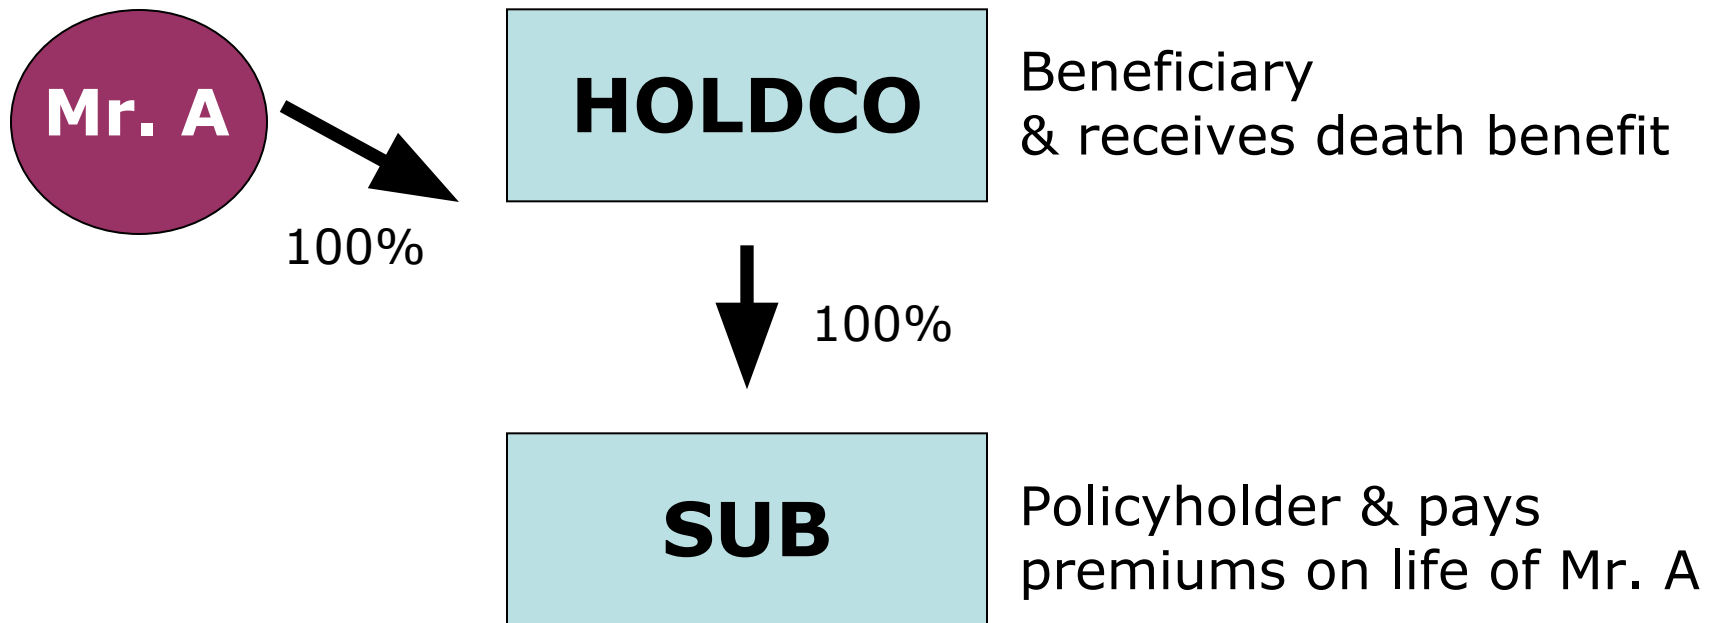 Mr. A
HOLDCO
Beneficiary
& receives death benefit
100%
100%
SUB
Policyholder & pays
premiums on life of Mr. A